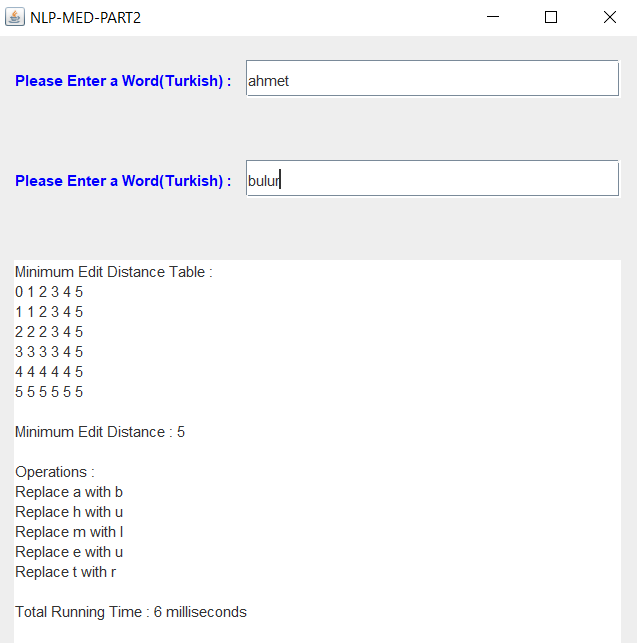 NLP-MED-PART2
Please Enter a Word(Turkish) : ahmet
Please Enter a Word(Turkish) : bulur
Minimum Edit Distance Table :
0 1 2 3 4 5
1 1 2 3 4 5
2 2 2 3 4 5
3 3 3 3 4 5
4 4 4 4 4 5
5 5 5 5 5 5
Minimum Edit Distance : 5
Operations :
Replace a with b
Replace h with u
Replace m with l
Replace e with u
Replace t with r
Total Running Time : 6 milliseconds